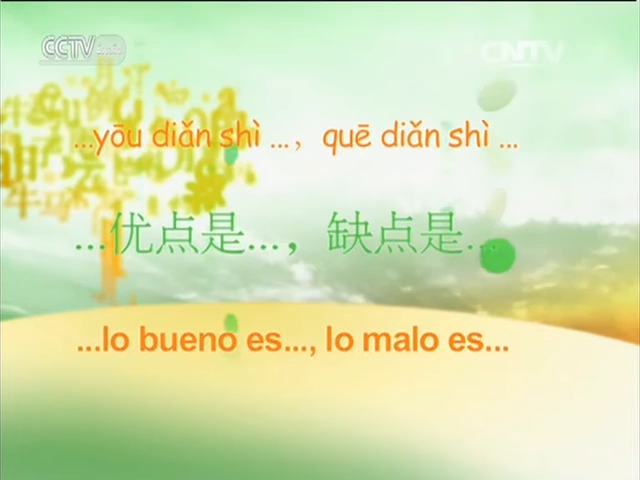 CCTV
CNTV
...yōu diǎn shì ..., quē diǎn shì ...
...优点是..., 缺点是...
...lo bueno es..., lo malo es...